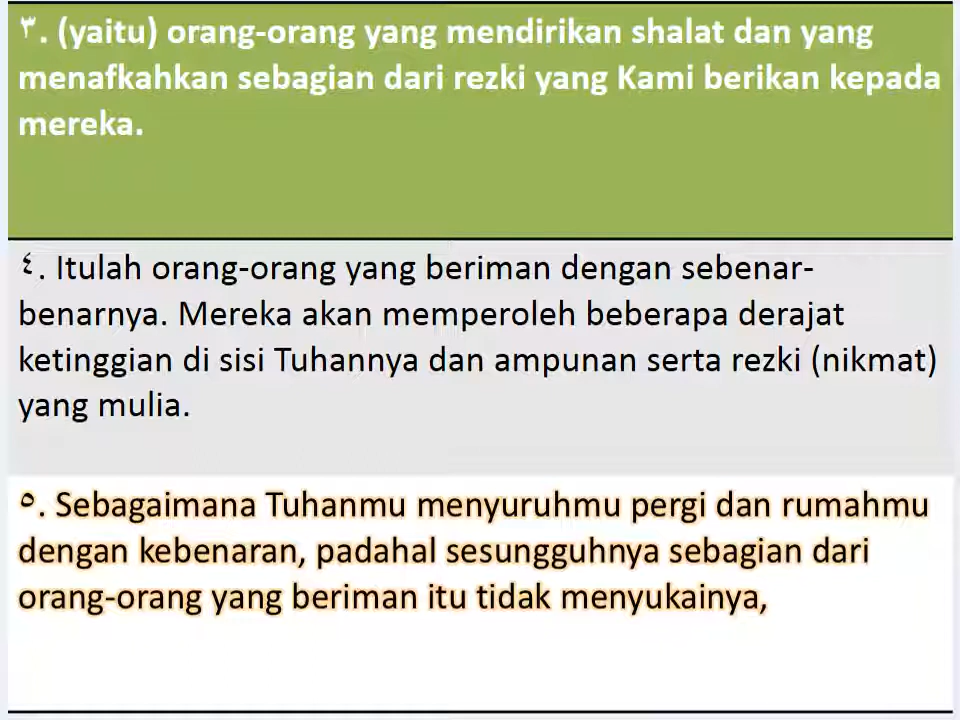 ٣. (yaitu) orang-orang yang mendirikan shalat dan yang
menafkahkan sebagian dari rezki yang Kami berikan kepada
mereka.
٤. Itulah orang-orang yang beriman dengan sebenar-
benarnya. Mereka akan memperoleh beberapa derajat
ketinggian di sisi Tuhannya dan ampunan serta rezki (nikmat)
yang mulia.
٥. Sebagaimana Tuhanmu menyuruhmu pergi dan rumahmu
dengan kebenaran, padahal sesungguhnya sebagian dari
orang-orang yang beriman itu tidak menyukainya,